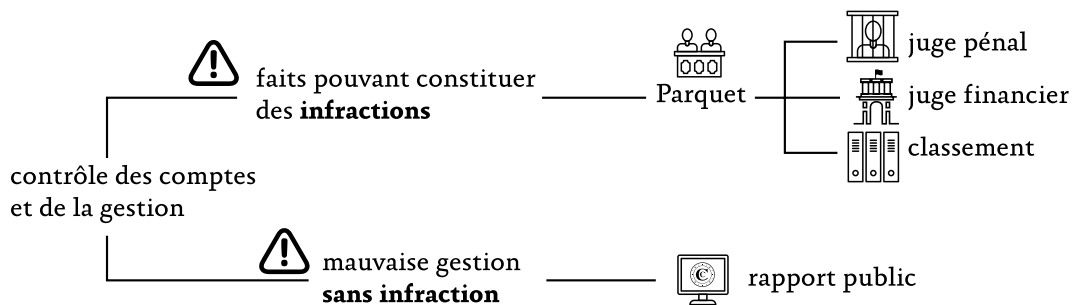 juge pénal
faits pouvant constituer
des infractions
Parquet
juge financier
classement
contrôle des comptes
et de la gestion
mauvaise gestion
sans infraction
rapport public